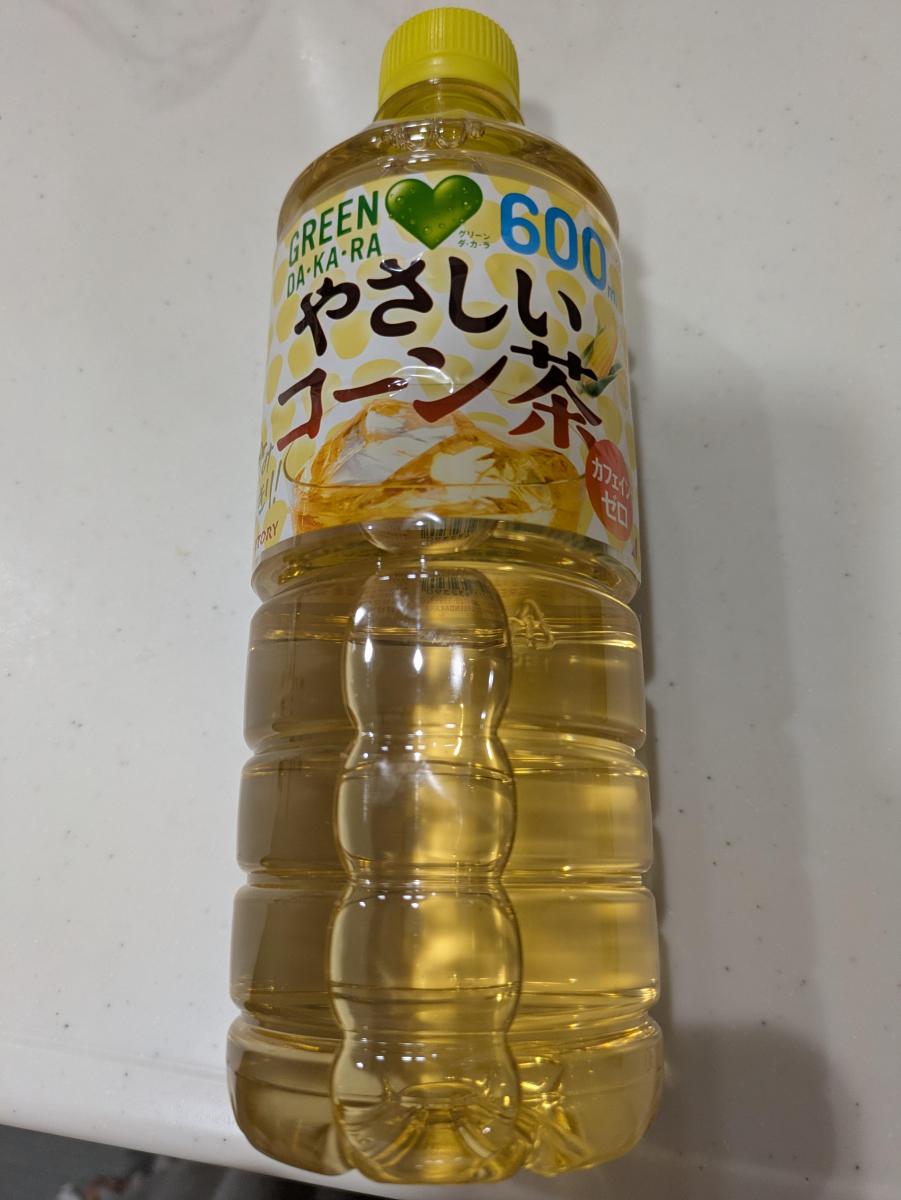 GREEN
DA・KA・RA
グリーン
ダ・カ・ラ
600
やさしい
コーン茶
カフェイン
ゼロ